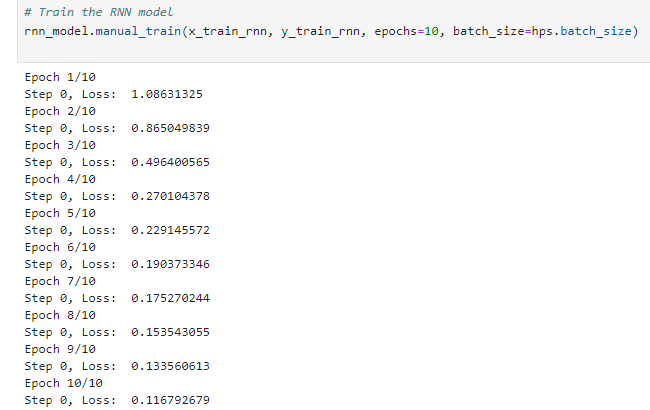 # Train the RNN model
rnn_model.manual_train(x_train_rnn, y_train_rnn, epochs=10, batch_size=hps.batch_size)
Epoch 1/10
Step 0, Loss:  1.08631325
Epoch 2/10
Step 0, Loss:  0.865049839
Epoch 3/10
Step 0, Loss:  0.496400565
Epoch 4/10
Step 0, Loss:  0.270104378
Epoch 5/10
Step 0, Loss:  0.229145572
Epoch 6/10
Step 0, Loss:  0.190373346
Epoch 7/10
Step 0, Loss:  0.175270244
Epoch 8/10
Step 0, Loss:  0.153543055
Epoch 9/10
Step 0, Loss:  0.133560613
Epoch 10/10
Step 0, Loss:  0.116792679